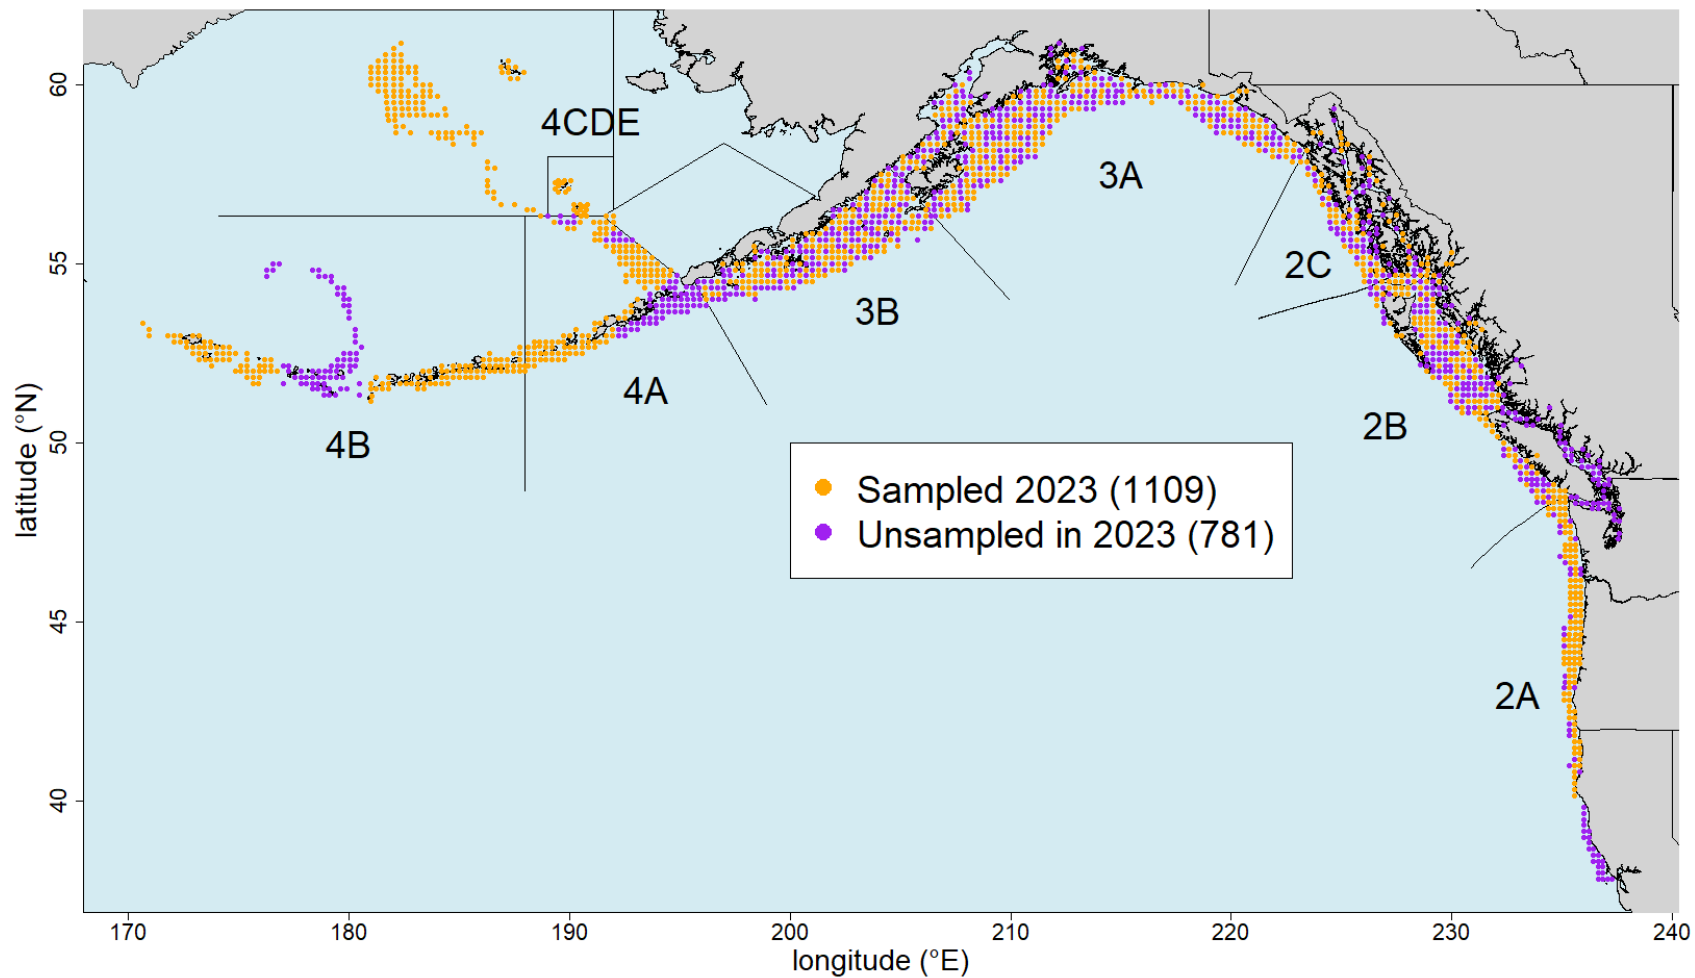 60
4CDE
3A
55
2C
3B
4A
50
4B
2B
Sampled 2023 (1109)
Unsampled in 2023 (781)
latitude (°N)
45
2A
40
170
180
190
200
210
220
230
240
longitude (°E)